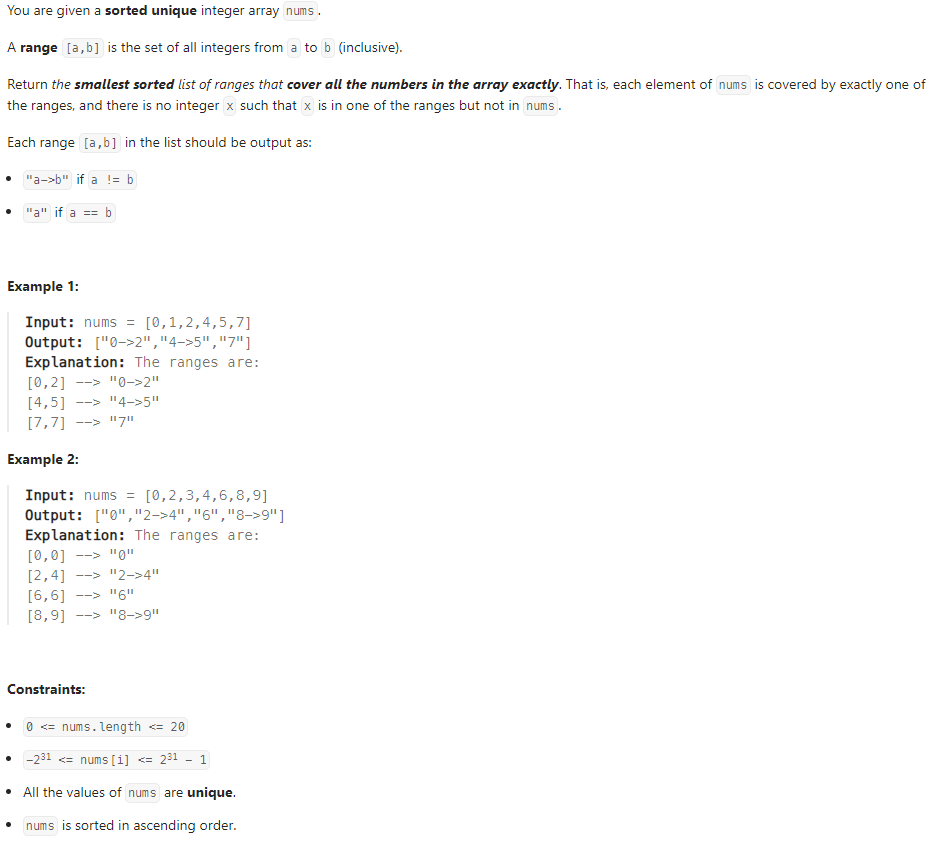 You are given a sorted unique integer array nums.
A range [a,b] is the set of all integers from a to b (inclusive).
Return the smallest sorted list of ranges that cover all the numbers in the array exactly. That is, each element of nums is covered by exactly one of
the ranges, and there is no integer x such that x is in one of the ranges but not in nums.
Each range [a,b] in the list should be output as:
• "a->b" if a != b
• "a" if a == b
Example 1:
Input: nums = [0,1,2,4,5,7]
Output: ["0->2","4->5","7"]
Explanation: The ranges are:
[0,2] --> "0->2"
[4,5] --> "4->5"
[7,7] --> "7"
Example 2:
Input: nums = [0,2,3,4,6,8,9]
Output: ["0","2->4","6","8->9"]
Explanation: The ranges are:
[0,0] --> "0"
[2,4] --> "2->4"
[6,6] --> "6"
[8,9] --> "8->9"
Constraints:
• 0 <= nums.length <= 20
• -2³¹ <= nums[i] <= 2³¹ - 1
• All the values of nums are unique.
• nums is sorted in ascending order.